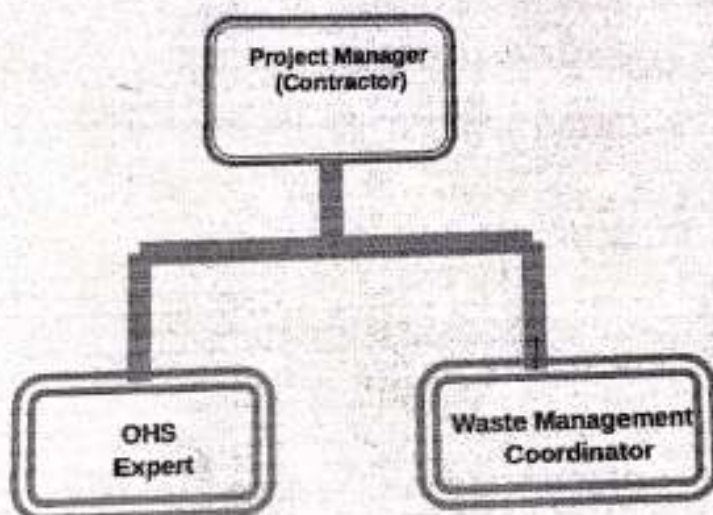 Project Manager
(Contractor)
OHS
Expert
Waste Management
Coordinator